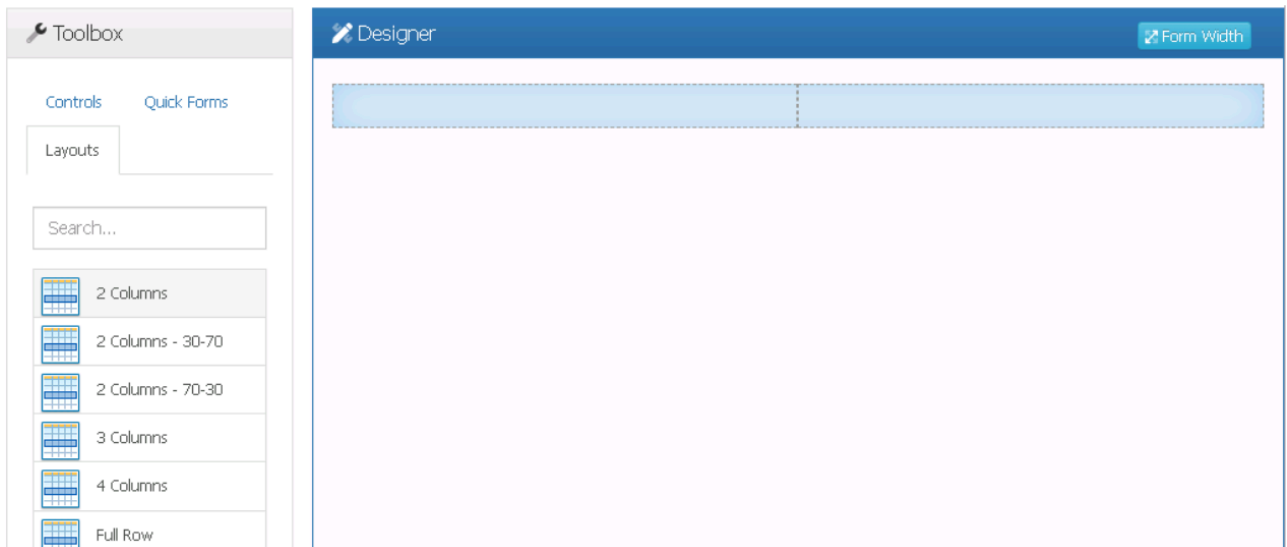 Toolbox
Designer
Form Width
Controls
Quick Forms
Layouts
Search...
2 Columns
2 Columns - 30-70
2 Columns - 70-30
3 Columns
4 Columns
Full Row